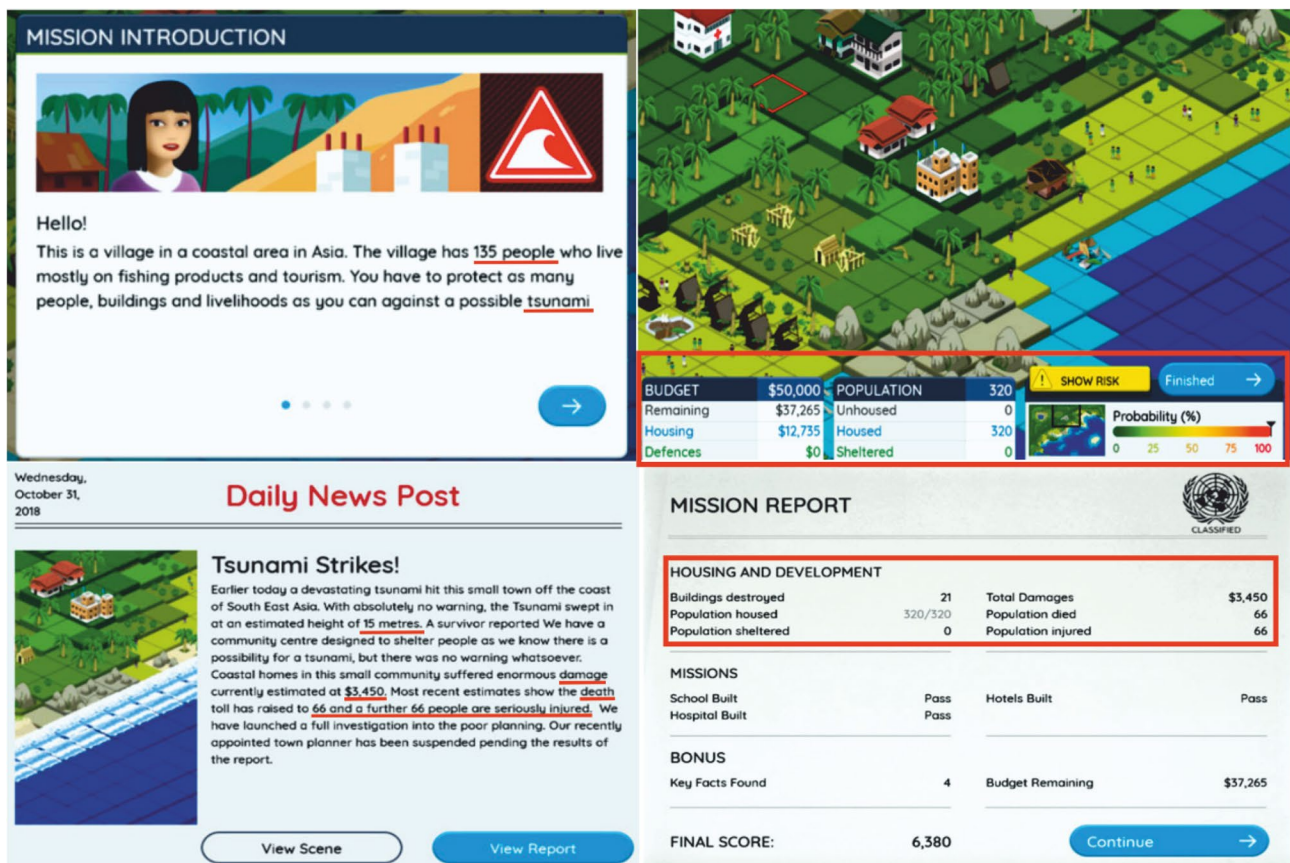 MISSION INTRODUCTION
Hello!
This is a village in a coastal area in Asia. The village has 135 people who live
mostly on fishing products and tourism. You have to protect as many
people, buildings and livelihoods as you can against a possible tsunami
BUDGET $50,000 POPULATION 320
Remaining $37,265 Unhoused 0
Housing $12,735 Housed 320
Defences $0 Sheltered 0
SHOW RISK
Finished
Probability (%)
0 25 50 75 100
Wednesday,
October 31,
2018
Daily News Post
Tsunami Strikes!
Earlier today a devastating tsunami hit this small town off the coast
of South East Asia. With absolutely no warning, the Tsunami swept in
at an estimated height of 15 metres. A survivor reported We have a
community centre designed to shelter people as we know there is a
possibility for a tsunami, but there was no warning whatsoever.
Coastal homes in this small community suffered enormous damage
currently estimated at $3,450. Most recent estimates show the death
toll has raised to 66 and a further 66 people are seriously injured. We
have launched a full investigation into the poor planning. Our recently
appointed town planner has been suspended pending the results of
the report.
View Scene
View Report
MISSION REPORT
CLASSIFIED
HOUSING AND DEVELOPMENT
Buildings destroyed 21 Total Damages $3,450
Population housed 320/320 Population died 66
Population sheltered 0 Population injured 66
MISSIONS
School Built Pass Hotels Built Pass
Hospital Built Pass
BONUS
Key Facts Found 4 Budget Remaining $37,265
FINAL SCORE: 6,380
Continue